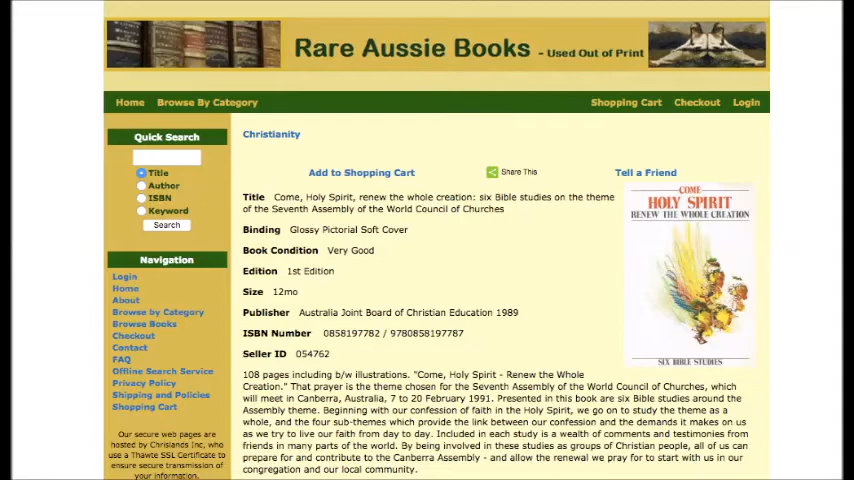 Rare Aussie Books - Used Out of Print
Home Browse By Category Shopping Cart Checkout Login
Quick Search
Title
Author
ISBN
Keyword
Search
Navigation
Login
Home
About
Browse by Category
Browse Books
Checkout
Contact
FAQ
Offline Search Service
Privacy Policy
Shipping and Policies
Shopping Cart
Our secure web pages are
hosted by Chrislands Inc, who
use a Thawte SSL Certificate to
ensure secure transmission of
your information.
Christianity
Add to Shopping Cart Share This Tell a Friend
Title Come, Holy Spirit, renew the whole creation: six Bible studies on the theme
of the Seventh Assembly of the World Council of Churches
Binding Glossy Pictorial Soft Cover
Book Condition Very Good
Edition 1st Edition
Size 12mo
Publisher Australia Joint Board of Christian Education 1989
ISBN Number 0858197782 / 9780858197787
Seller ID 054762
COME
HOLY SPIRIT
RENEW THE WHOLE CREATION
SIX BIBLE STUDIES
108 pages including b/w illustrations. "Come, Holy Spirit - Renew the Whole
Creation." That prayer is the theme chosen for the Seventh Assembly of the World Council of Churches, which
will meet in Canberra, Australia, 7 to 20 February 1991. Presented in this book are six Bible studies around the
Assembly theme. Beginning with our confession of faith in the Holy Spirit, we go on to study the theme as a
whole, and the four sub-themes which provide the link between our confession and the demands it makes on us
as we try to live our faith from day to day. Included in each study is a wealth of comments and testimonies from
friends in many parts of the world. By being involved in these studies as groups of Christian people, all of us can
prepare for and contribute to the Canberra Assembly - and allow the renewal we pray for to start with us in our
congregation and our local community.